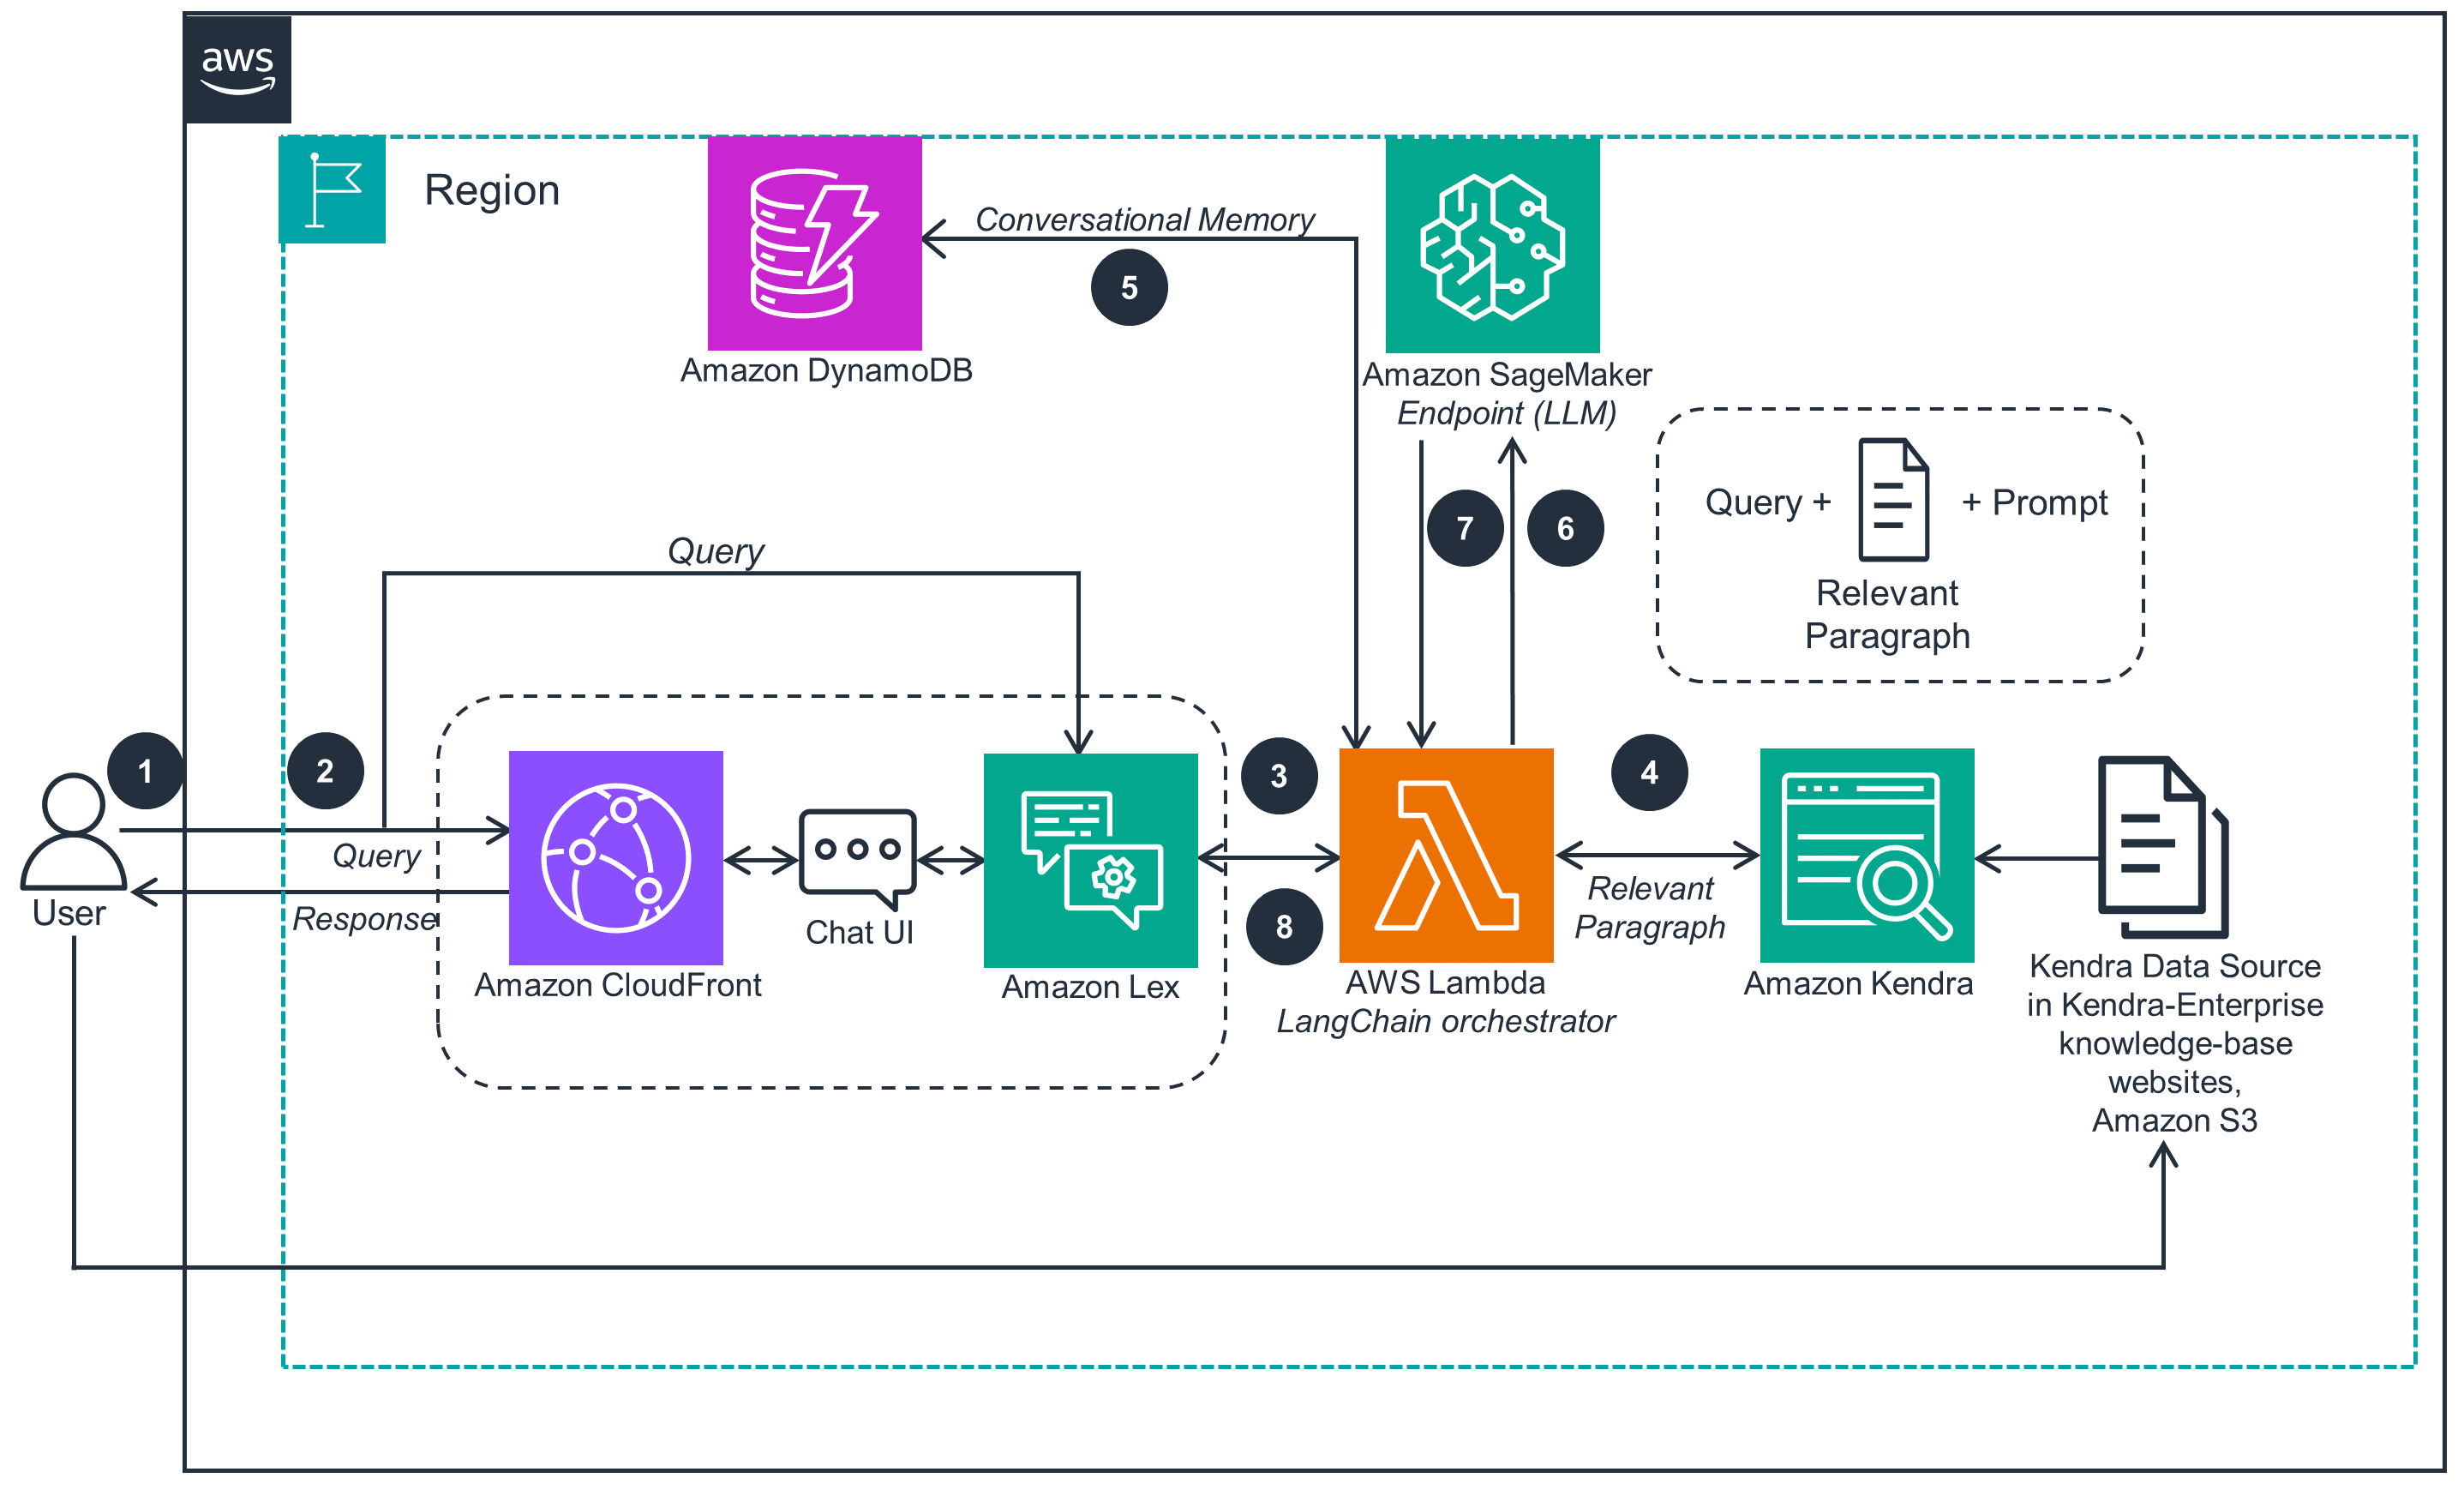 aws
Region
Conversational Memory
5
Amazon DynamoDB
Amazon SageMaker
Endpoint (LLM)
Query +
+ Prompt
Relevant
Paragraph
7
6
Query
1
2
3
4
Query
Response
User
Chat UI
8
Relevant
Paragraph
Amazon CloudFront
Amazon Lex
AWS Lambda
LangChain orchestrator
Amazon Kendra
Kendra Data Source
in Kendra-Enterprise
knowledge-base
websites,
Amazon S3